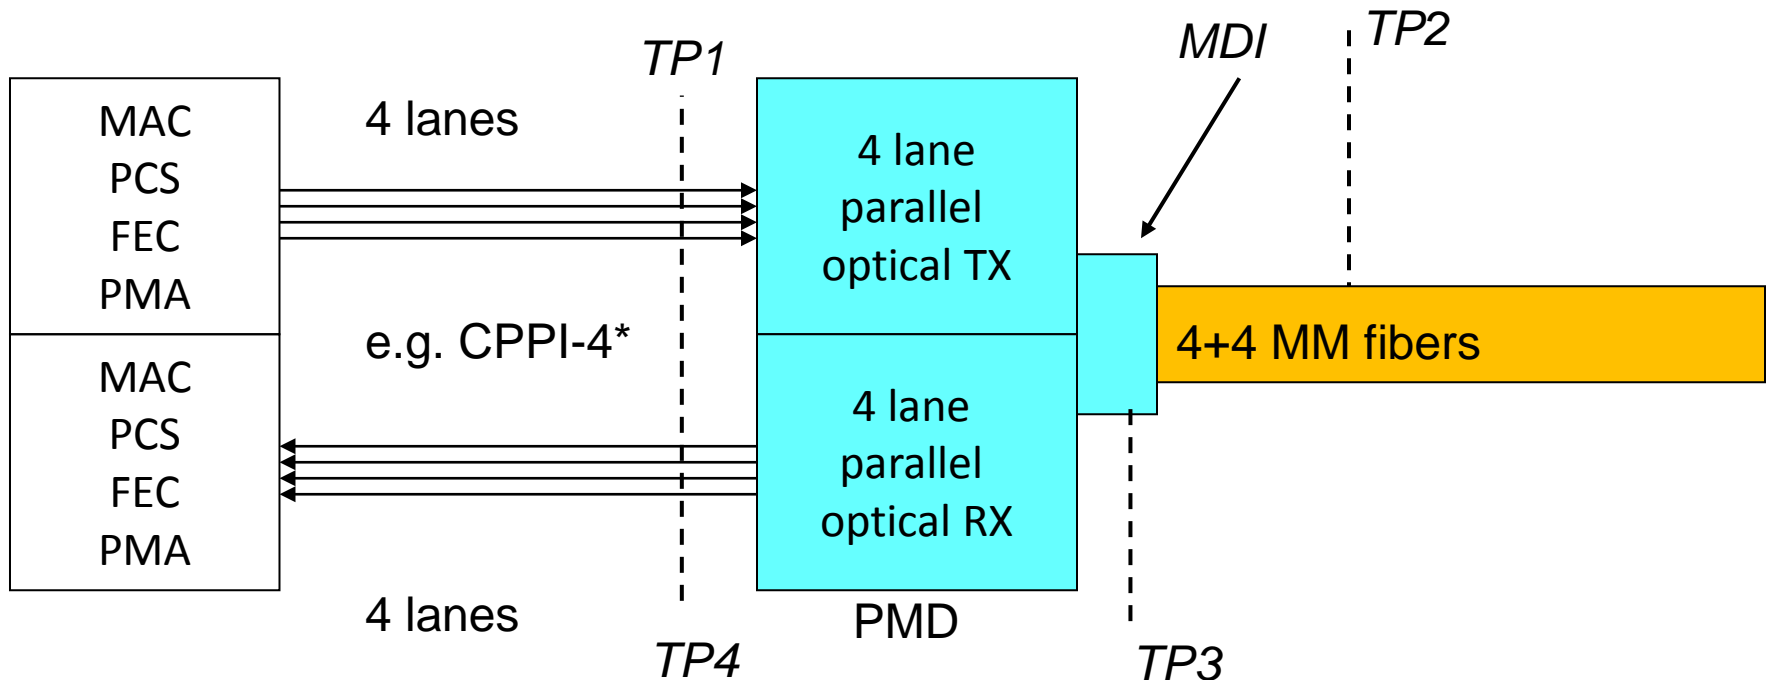 TP1
MDI
TP2
MAC
PCS
FEC
PMA
4 lanes
4 lane
parallel
optical TX
e.g. CPPI-4*
4+4 MM fibers
MAC
PCS
FEC
PMA
4 lane
parallel
optical RX
4 lanes
PMD
TP4
TP3